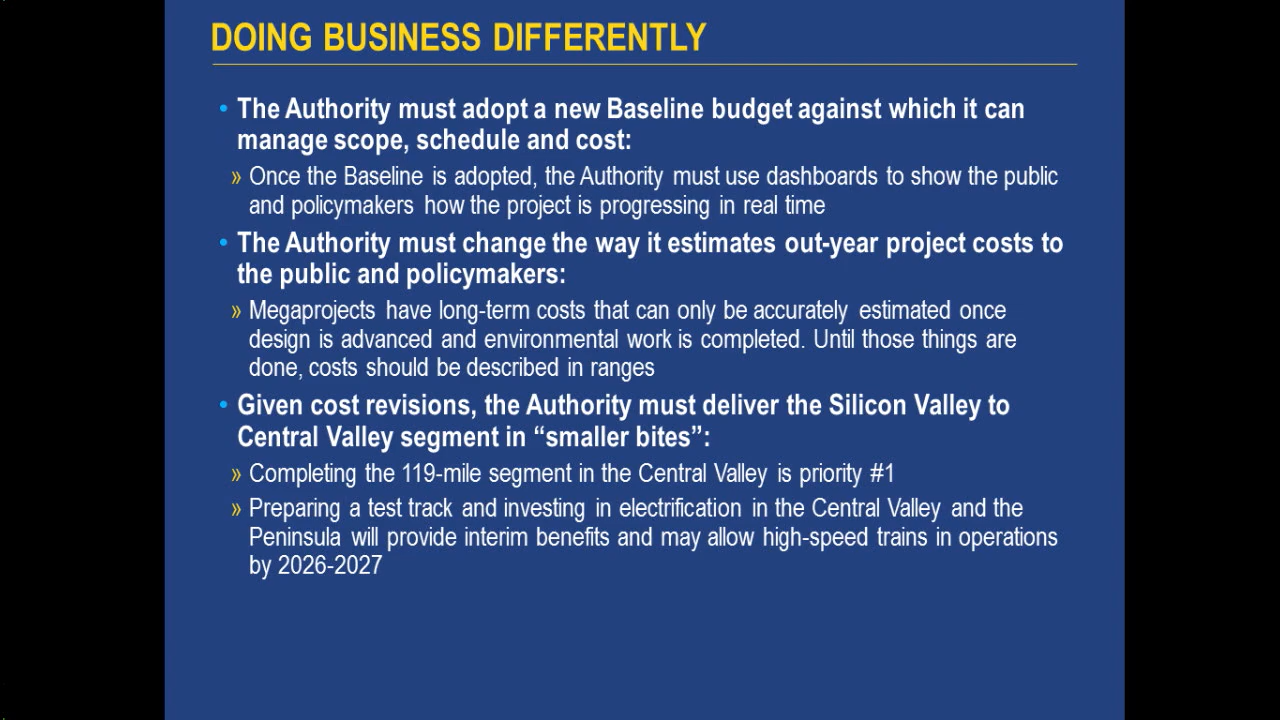 DOING BUSINESS DIFFERENTLY
• The Authority must adopt a new Baseline budget against which it can
manage scope, schedule and cost:
» Once the Baseline is adopted, the Authority must use dashboards to show the public
and policymakers how the project is progressing in real time
• The Authority must change the way it estimates out-year project costs to
the public and policymakers:
» Megaprojects have long-term costs that can only be accurately estimated once
design is advanced and environmental work is completed. Until those things are
done, costs should be described in ranges
• Given cost revisions, the Authority must deliver the Silicon Valley to
Central Valley segment in “smaller bites”:
» Completing the 119-mile segment in the Central Valley is priority #1
» Preparing a test track and investing in electrification in the Central Valley and the
Peninsula will provide interim benefits and may allow high-speed trains in operations
by 2026-2027